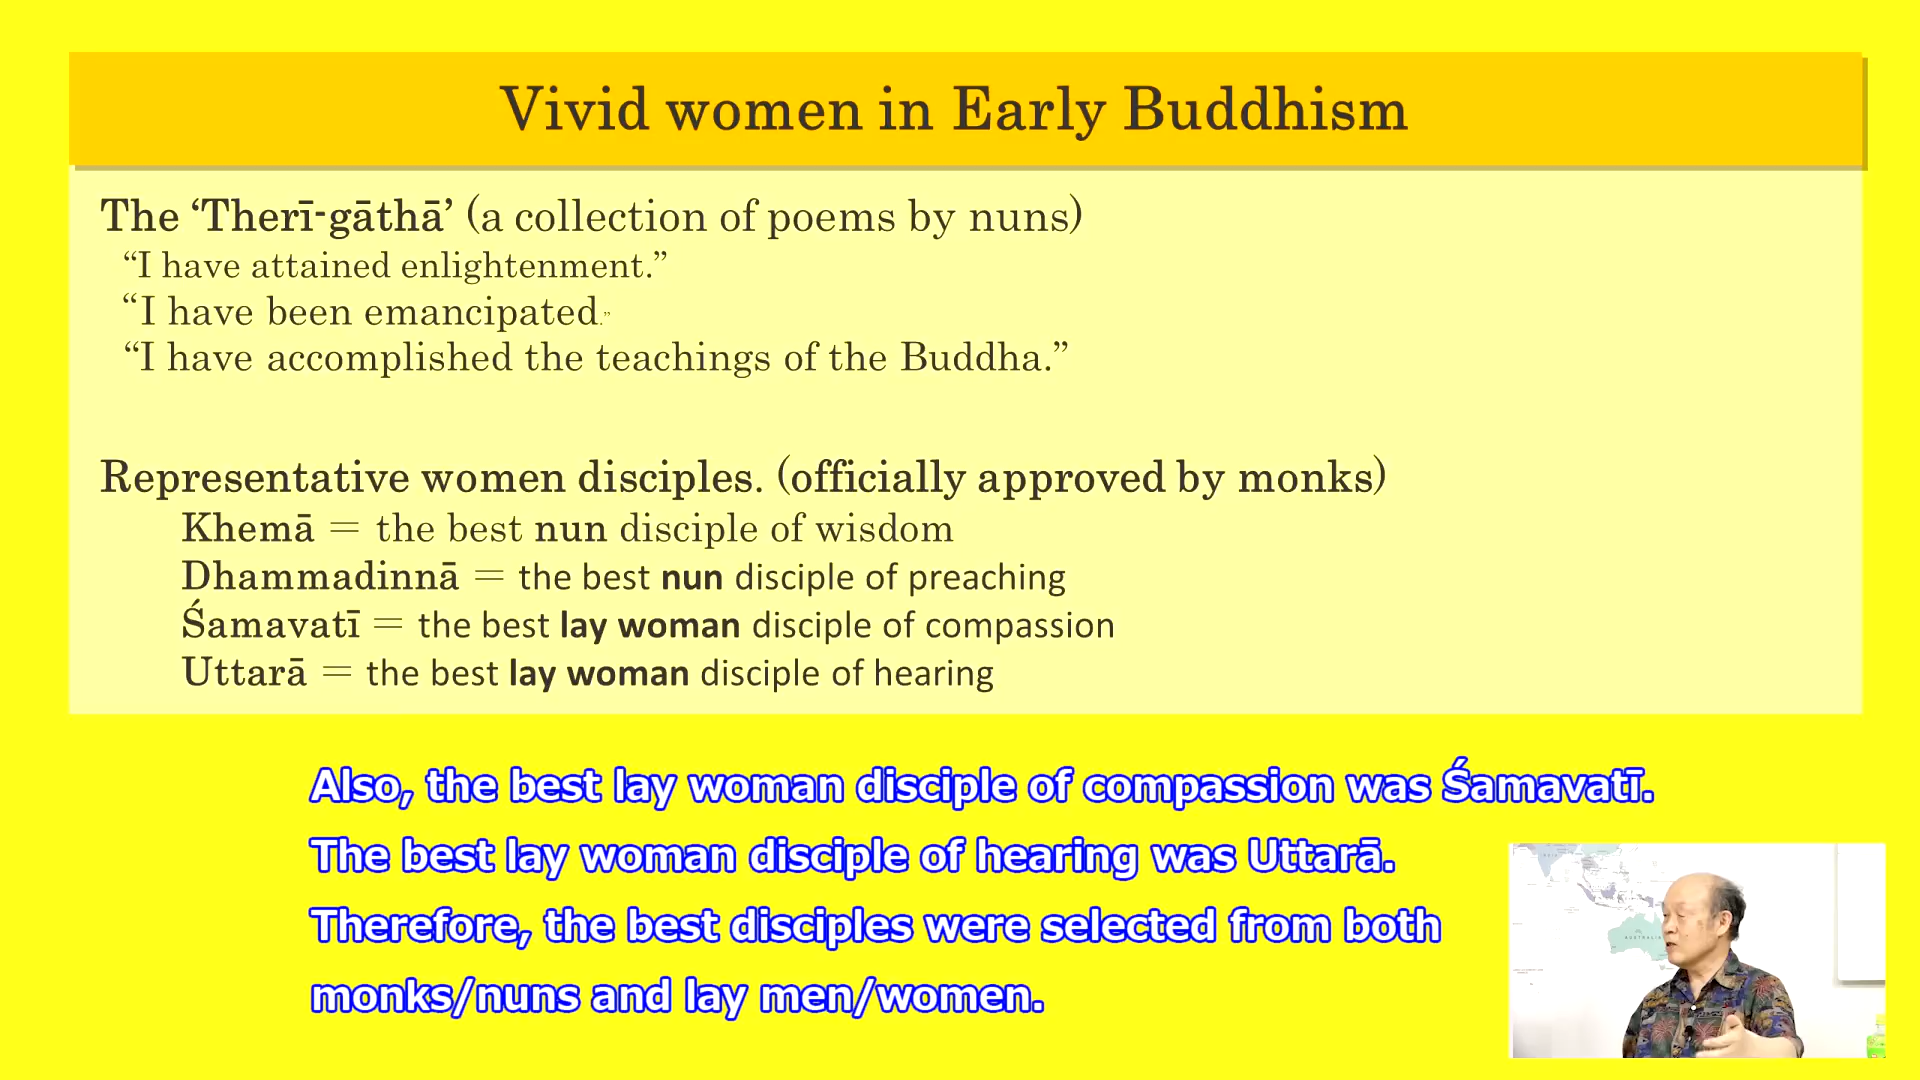 Vivid women in Early Buddhism
The ‘Therī-gāthā’ (a collection of poems by nuns)
“I have attained enlightenment.”
“I have been emancipated.”
“I have accomplished the teachings of the Buddha.”
Representative women disciples. (officially approved by monks)
Khemā ＝ the best nun disciple of wisdom
Dhammadinnā ＝ the best nun disciple of preaching
Śamavatī ＝ the best lay woman disciple of compassion
Uttarā ＝ the best lay woman disciple of hearing
Also, the best lay woman disciple of compassion was Śamavatī.
The best lay woman disciple of hearing was Uttarā.
Therefore, the best disciples were selected from both
monks/nuns and lay men/women.
AUSTRALIA